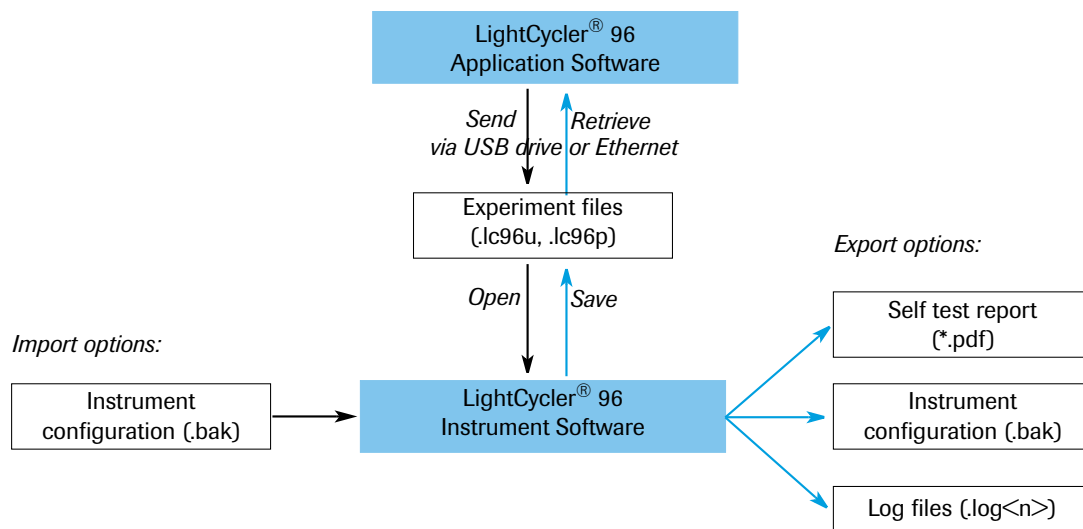 LightCycler® 96
Application Software
Send
Retrieve
via USB drive or Ethernet
Experiment files
(.lc96u, .lc96p)
Export options:
Open
Save
Self test report
(*.pdf)
Import options:
Instrument
configuration (.bak)
LightCycler® 96
Instrument Software
Instrument
configuration (.bak)
Log files (.log<n>)